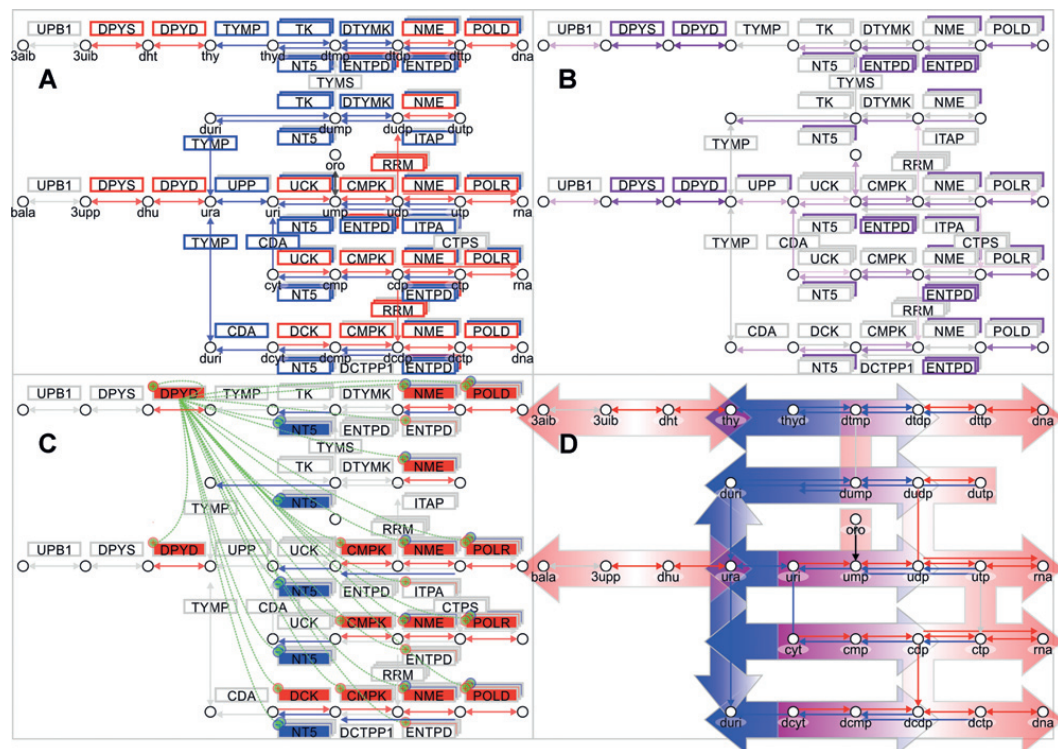 A
UPB1 DPYS DPYD TYMP TK DTYMK NME POLD
3aib 3uib dht thy thyd dtmp dtdp dttp dna
NT5 ENTPD ENTPD
TYMS
TK DTYMK NME
duri dump dudp dutp
TYMP NT5 ITAP
oro RRM
UPB1 DPYS DPYD UPP UCK CMPK NME POLR
bala 3upp dhu ura uri ump udp utp rna
NT5 ENTPD ITPA
TYMP CDA CTPS
UCK CMPK NME POLR
cyt cmp cdp ctp rna
NT5 ENTPD
RRM
CDA DCK CMPK NME POLD
duri dcyt dcmp dcdp dctp dna
NT5 DCTPP1 ENTPD
B
UPB1 DPYS DPYD TYMP TK DTYMK NME POLD
NT5 ENTPD ENTPD
TK DTYMK NME
TYMP NT5
RRM
UPB1 DPYS DPYD UPP UCK CMPK NME POLR
NT5 ENTPD ITPA
TYMP CDA CTPS
UCK CMPK NME POLR
NT5 ENTPD
RRM
CDA DCK CMPK NME POLD
NT5 DCTPP1 ENTPD
C
UPB1 DPYS DPYD TYMP TK DTYMK NME POLD
NT5 ENTPD ENTPD
TYMS
TK DTYMK NME
TYMP NT5 ITAP
RRM
UPB1 DPYS DPYD UPP UCK CMPK NME POLR
NT5 ENTPD ITPA
TYMP CDA CTPS
UCK CMPK NME POLR
NT5 ENTPD
RRM
CDA DCK CMPK NME POLD
NT5 DCTPP1 ENTPD
D
3aib 3uib dht thy thyd dtmp dtdp dttp dna
duri dump dudp dutp
oro
bala 3upp dhu ura uri ump udp utp rna
cyt cmp cdp ctp rna
duri dcyt dcmp dcdp dctp dna